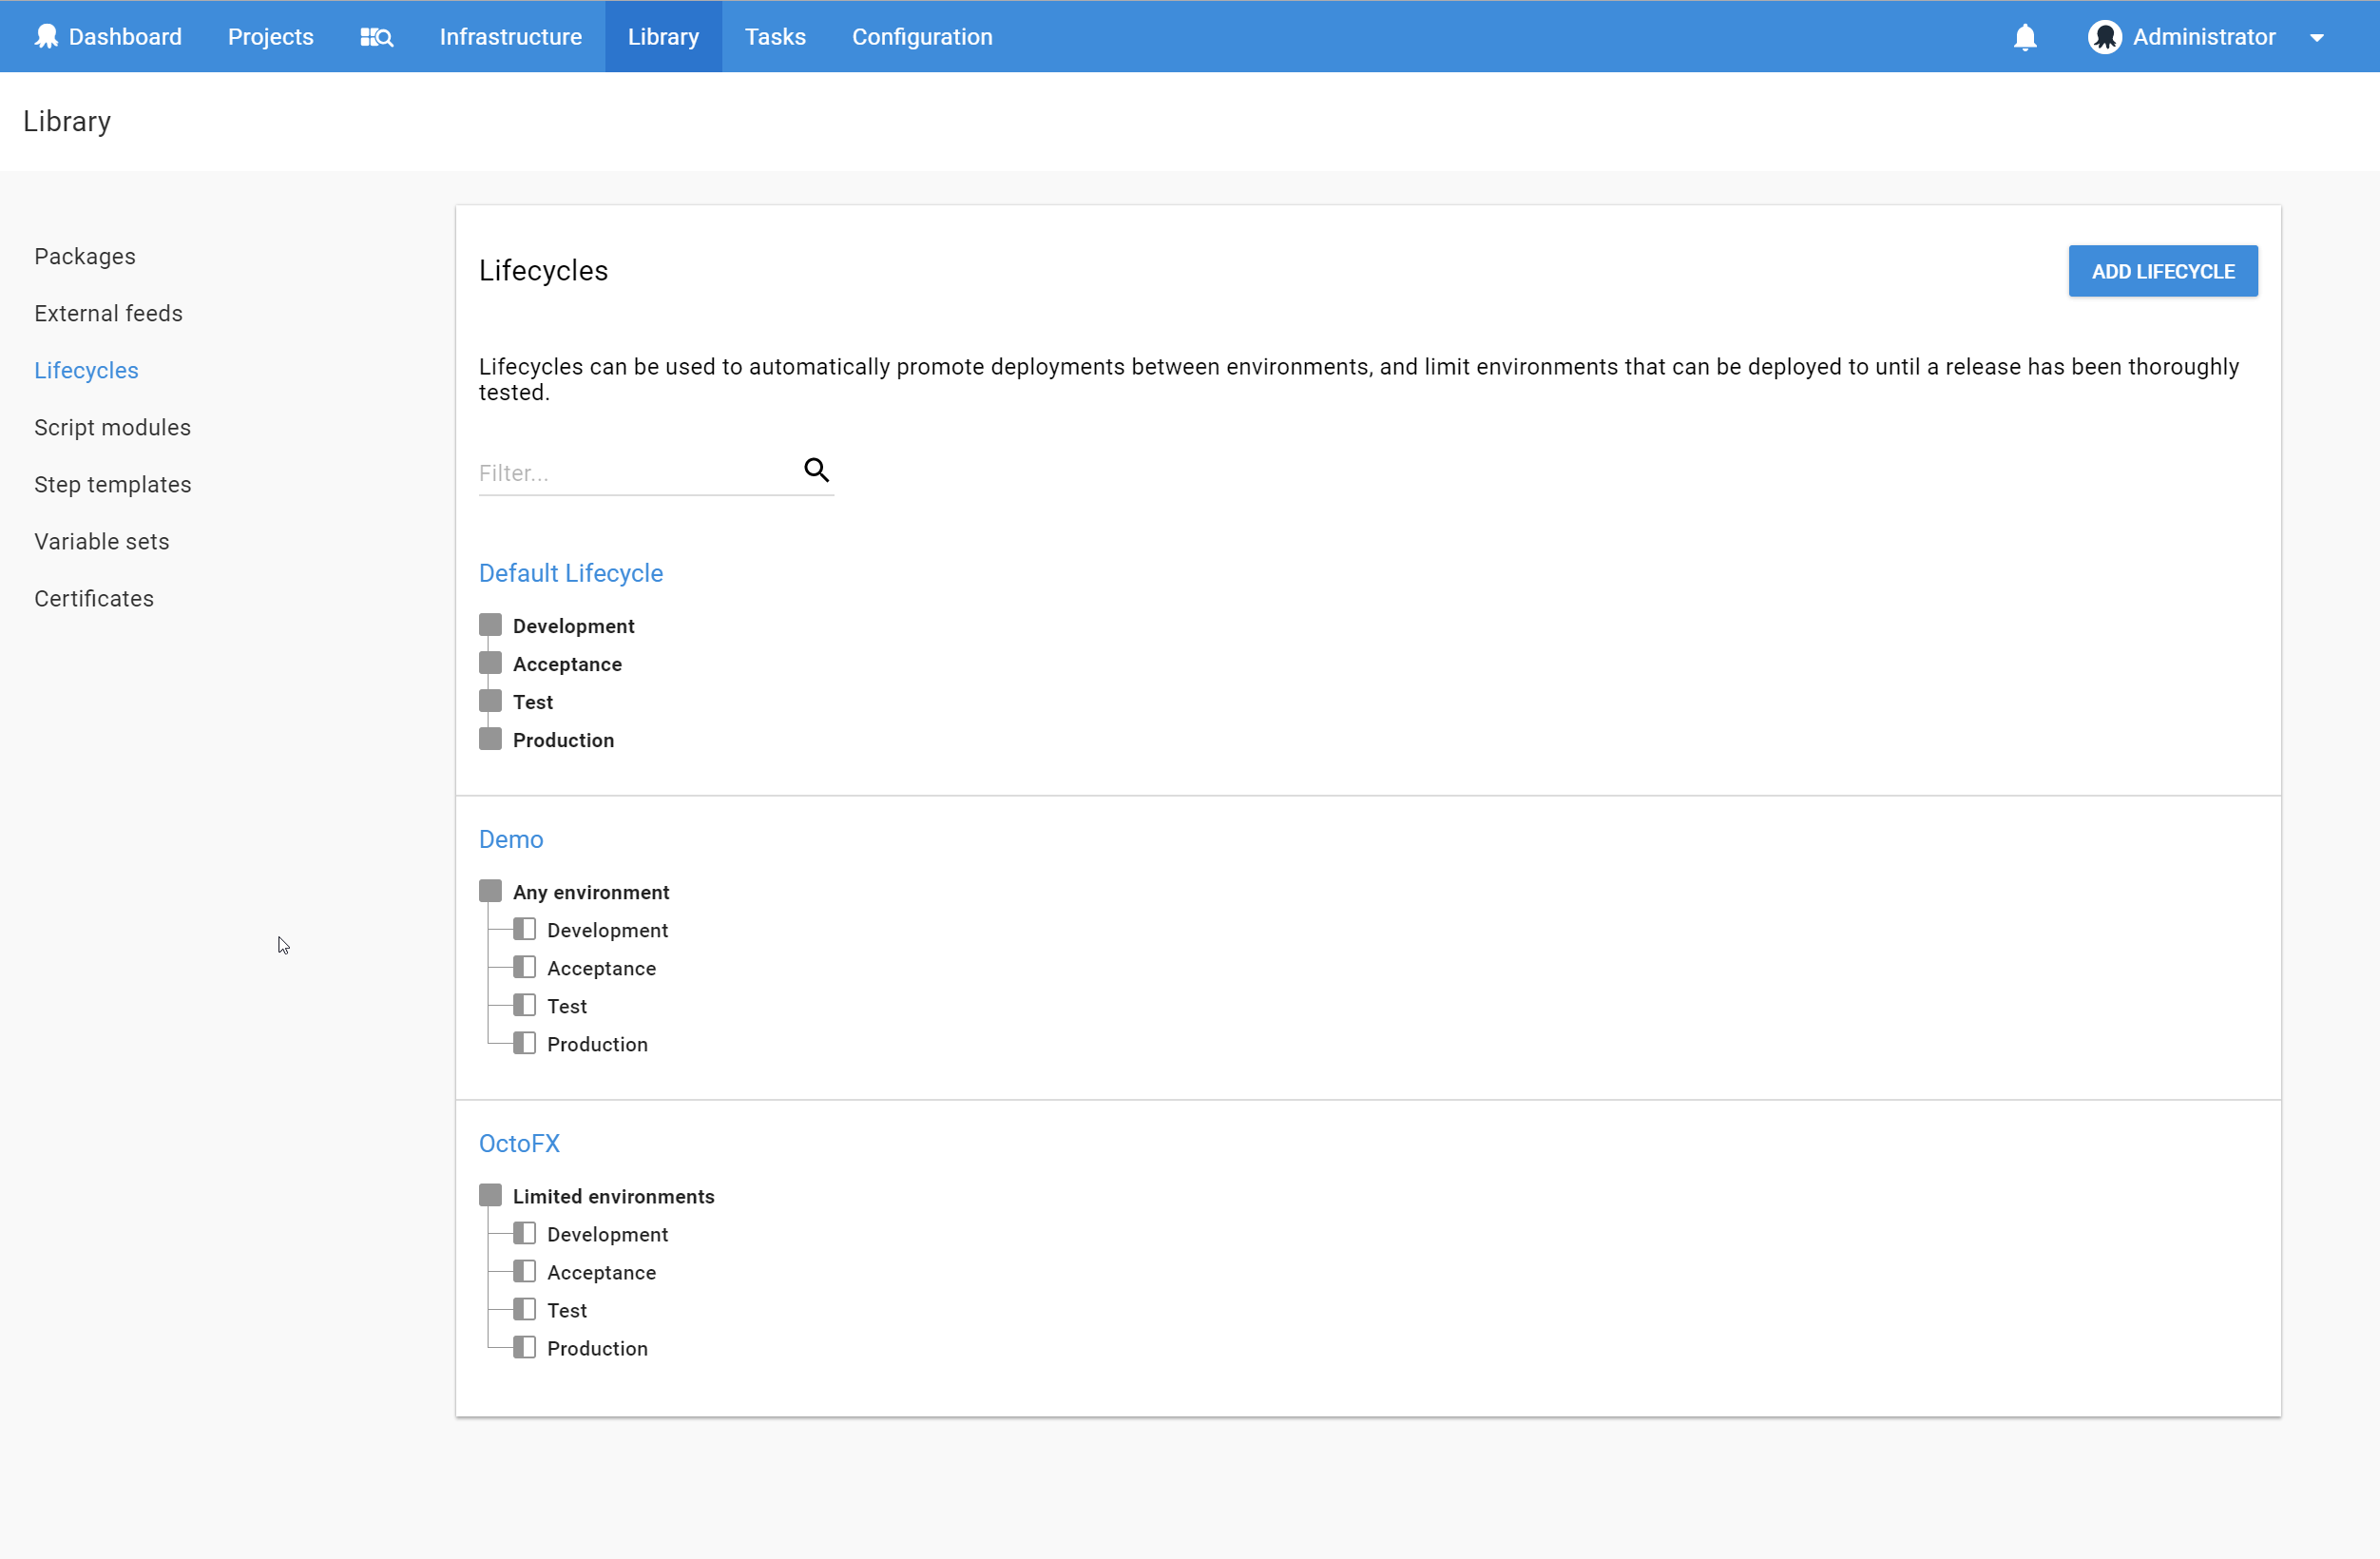 Dashboard Projects Infrastructure Library Tasks Configuration Administrator
Library
Packages
External feeds
Lifecycles
Script modules
Step templates
Variable sets
Certificates
Lifecycles
ADD LIFECYCLE
Lifecycles can be used to automatically promote deployments between environments, and limit environments that can be deployed to until a release has been thoroughly
tested.
Filter...
Default Lifecycle
Development
Acceptance
Test
Production
Demo
Any environment
Development
Acceptance
Test
Production
OctoFX
Limited environments
Development
Acceptance
Test
Production